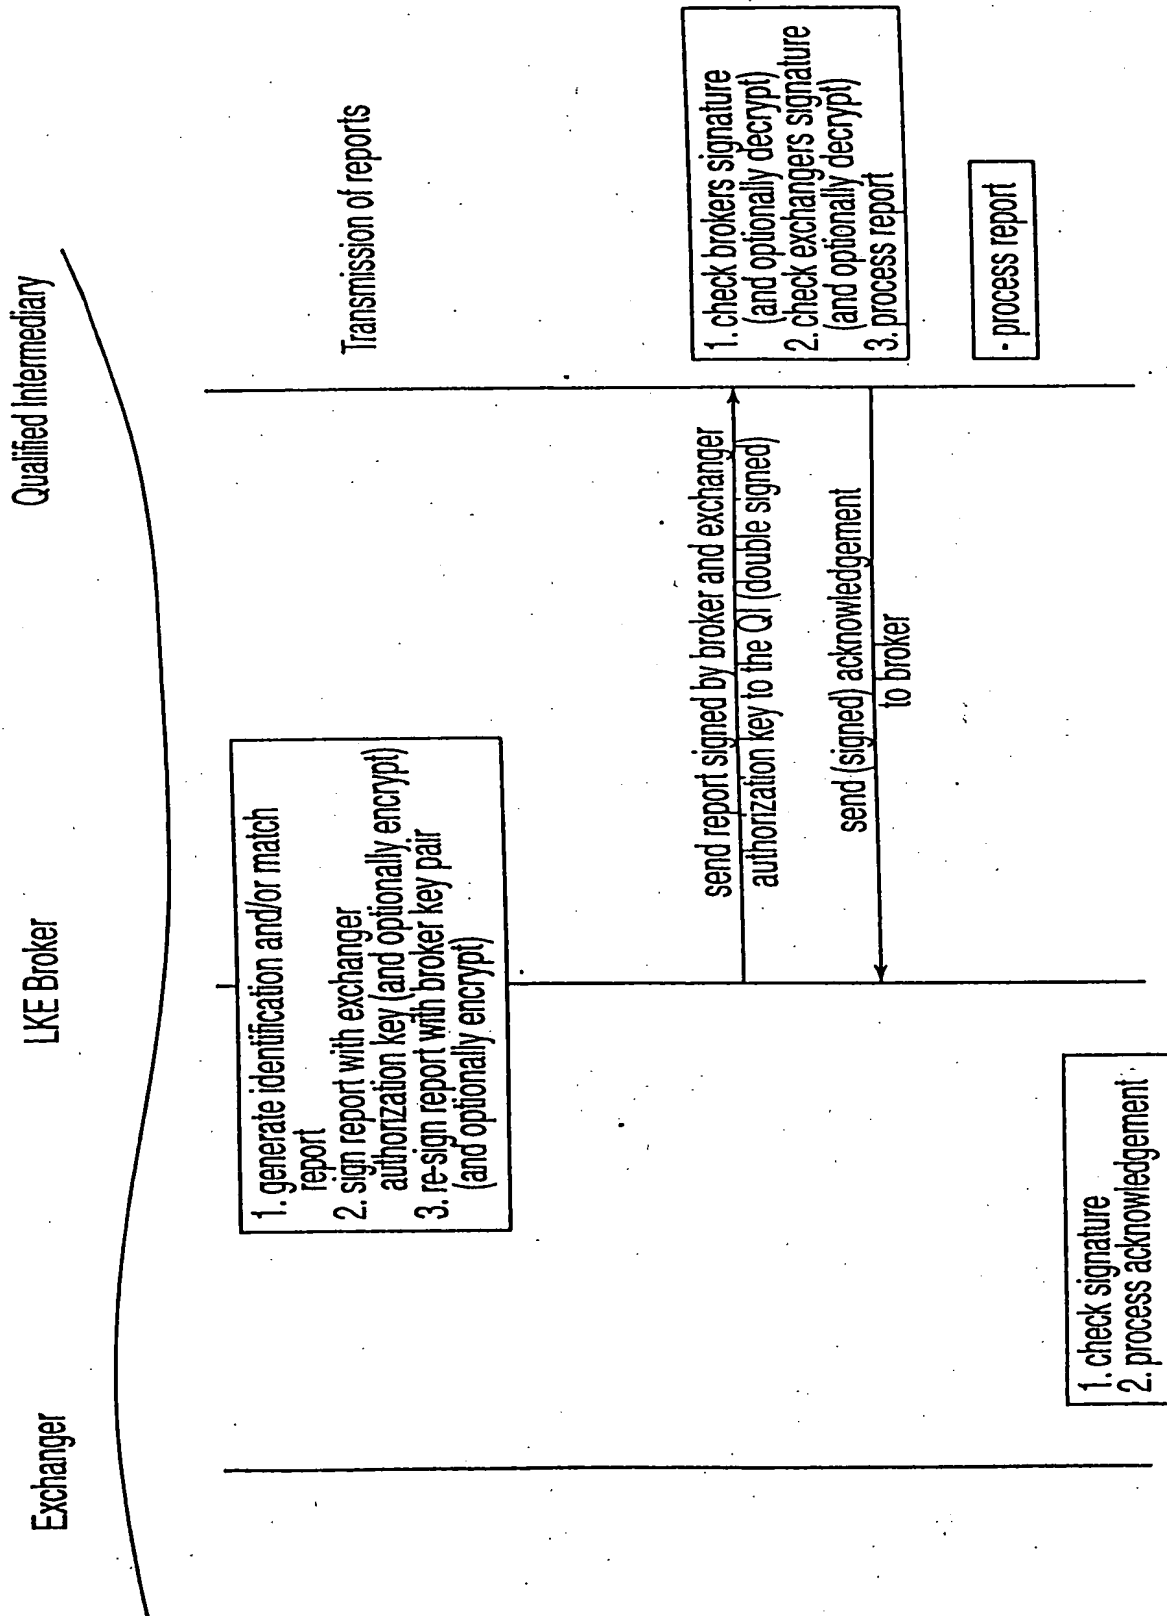 Exchanger
LKE Broker
Qualified Intermediary
Transmission of reports
1. generate identification and/or match
report
2. sign report with exchanger
authorization key (and optionally encrypt)
3. re-sign report with broker key pair
(and optionally encrypt)
send report signed by broker and exchanger
authorization key to the QI (double signed)
1. check brokers signature
(and optionally decrypt)
2. check exchangers signature
(and optionally decrypt)
3. process report
send (signed) acknowledgement
to broker
· process report
1. check signature
2. process acknowledgement